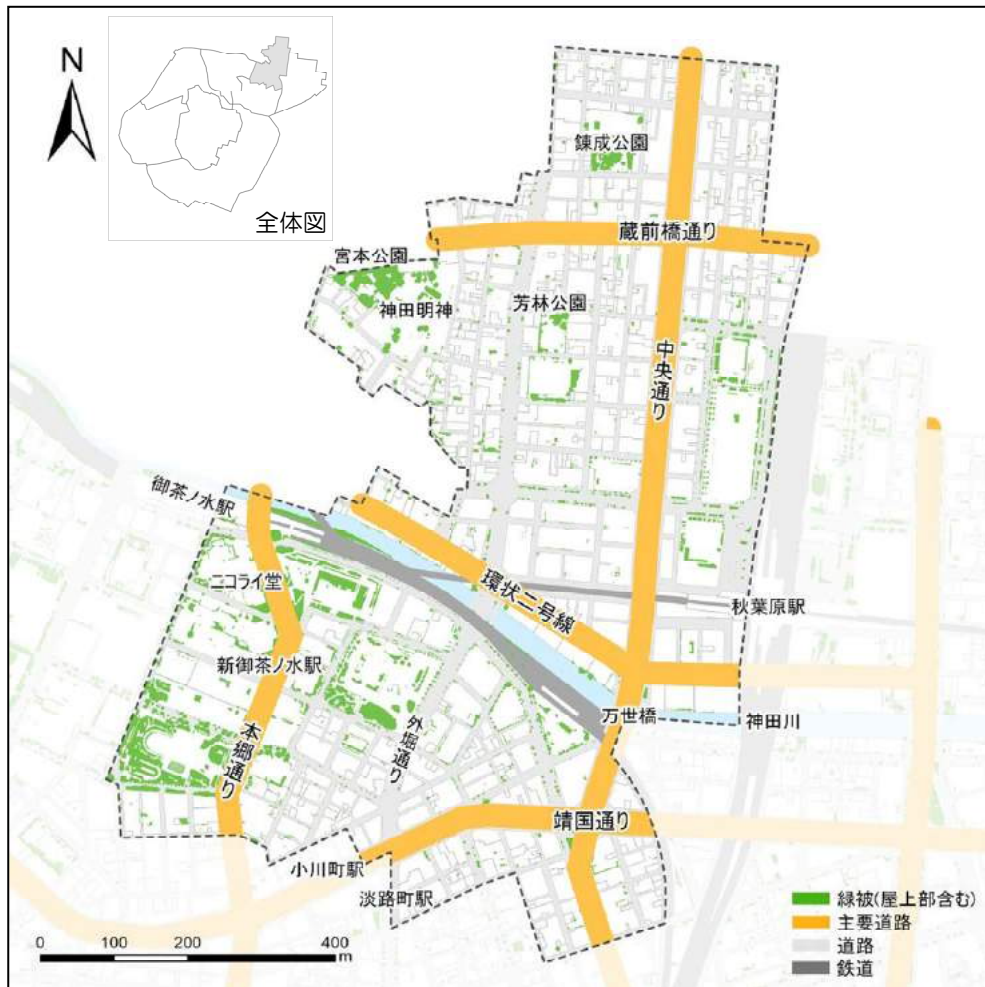 N
全体図
錬成公園
蔵前橋通り
宮本公園
神田明神
芳林公園
中央通り
御茶ノ水駅
ニコライ堂
環状二号線
秋葉原駅
新御茶ノ水駅
本郷通り
外堀通り
万世橋
神田川
靖国通り
小川町駅
淡路町駅
緑被(屋上部含む)
主要道路
道路
鉄道
0 100 200 400
m